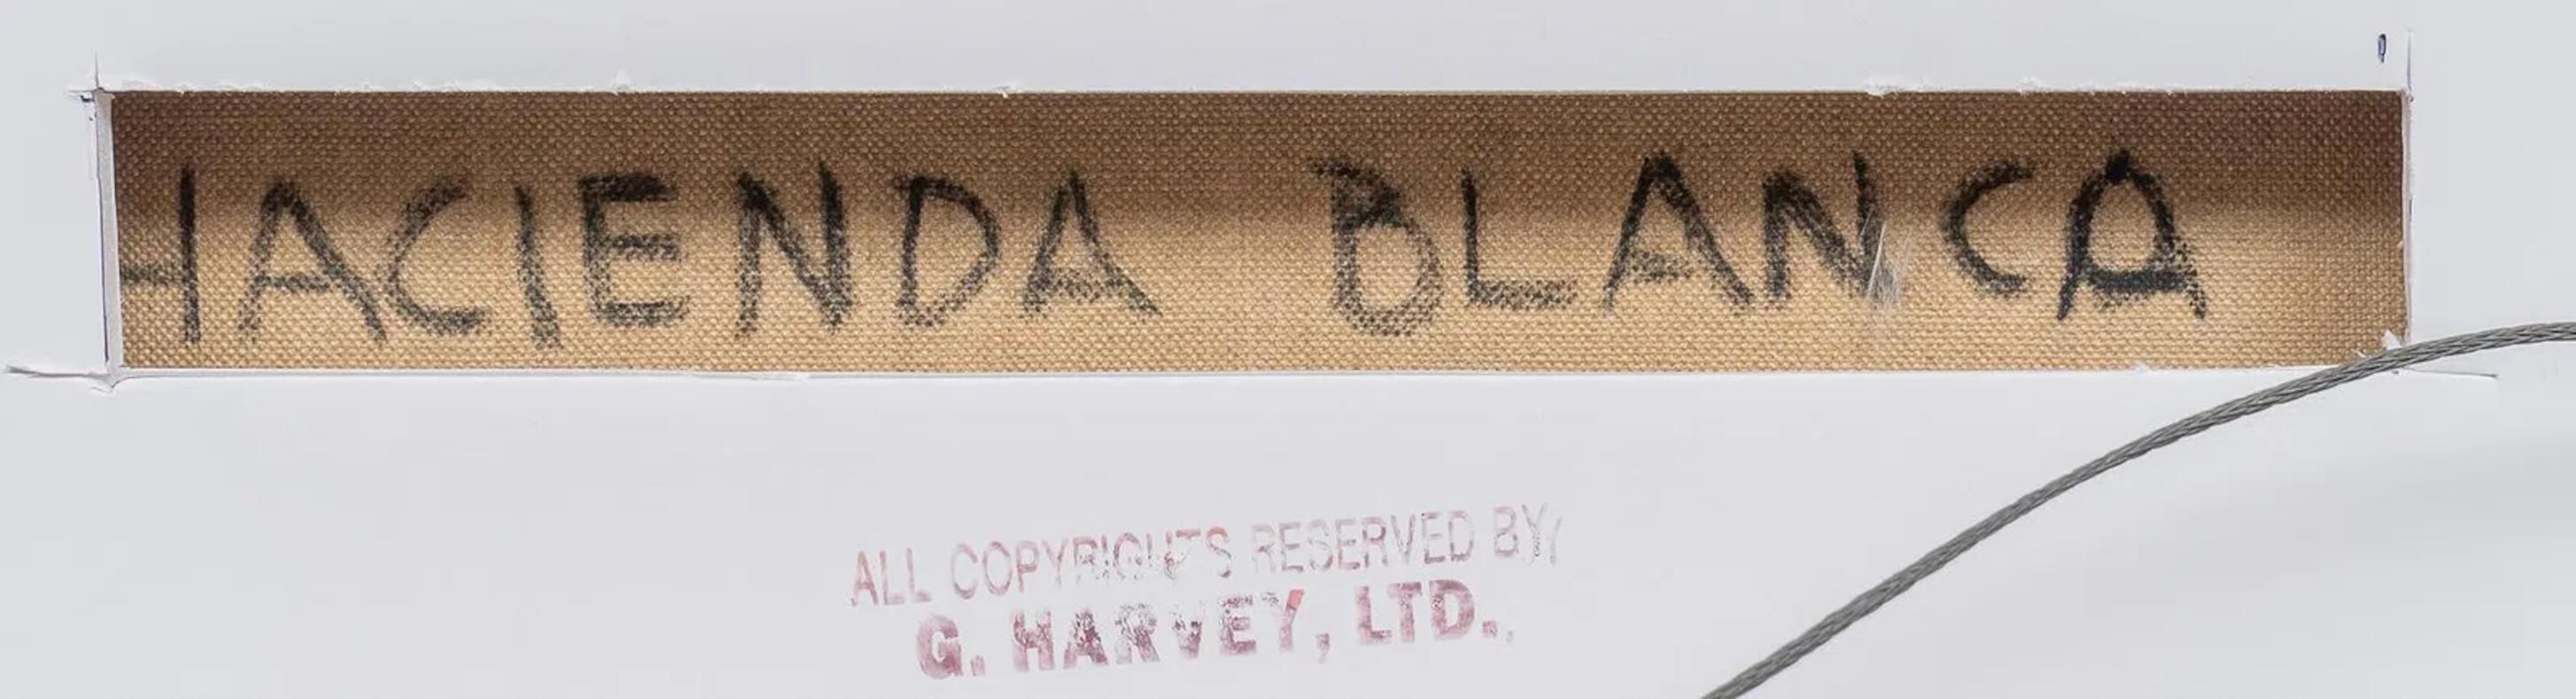 HACIENDA BLANCA
ALL COPYRIGHTS RESERVED BY
G. HARVEY, LTD.